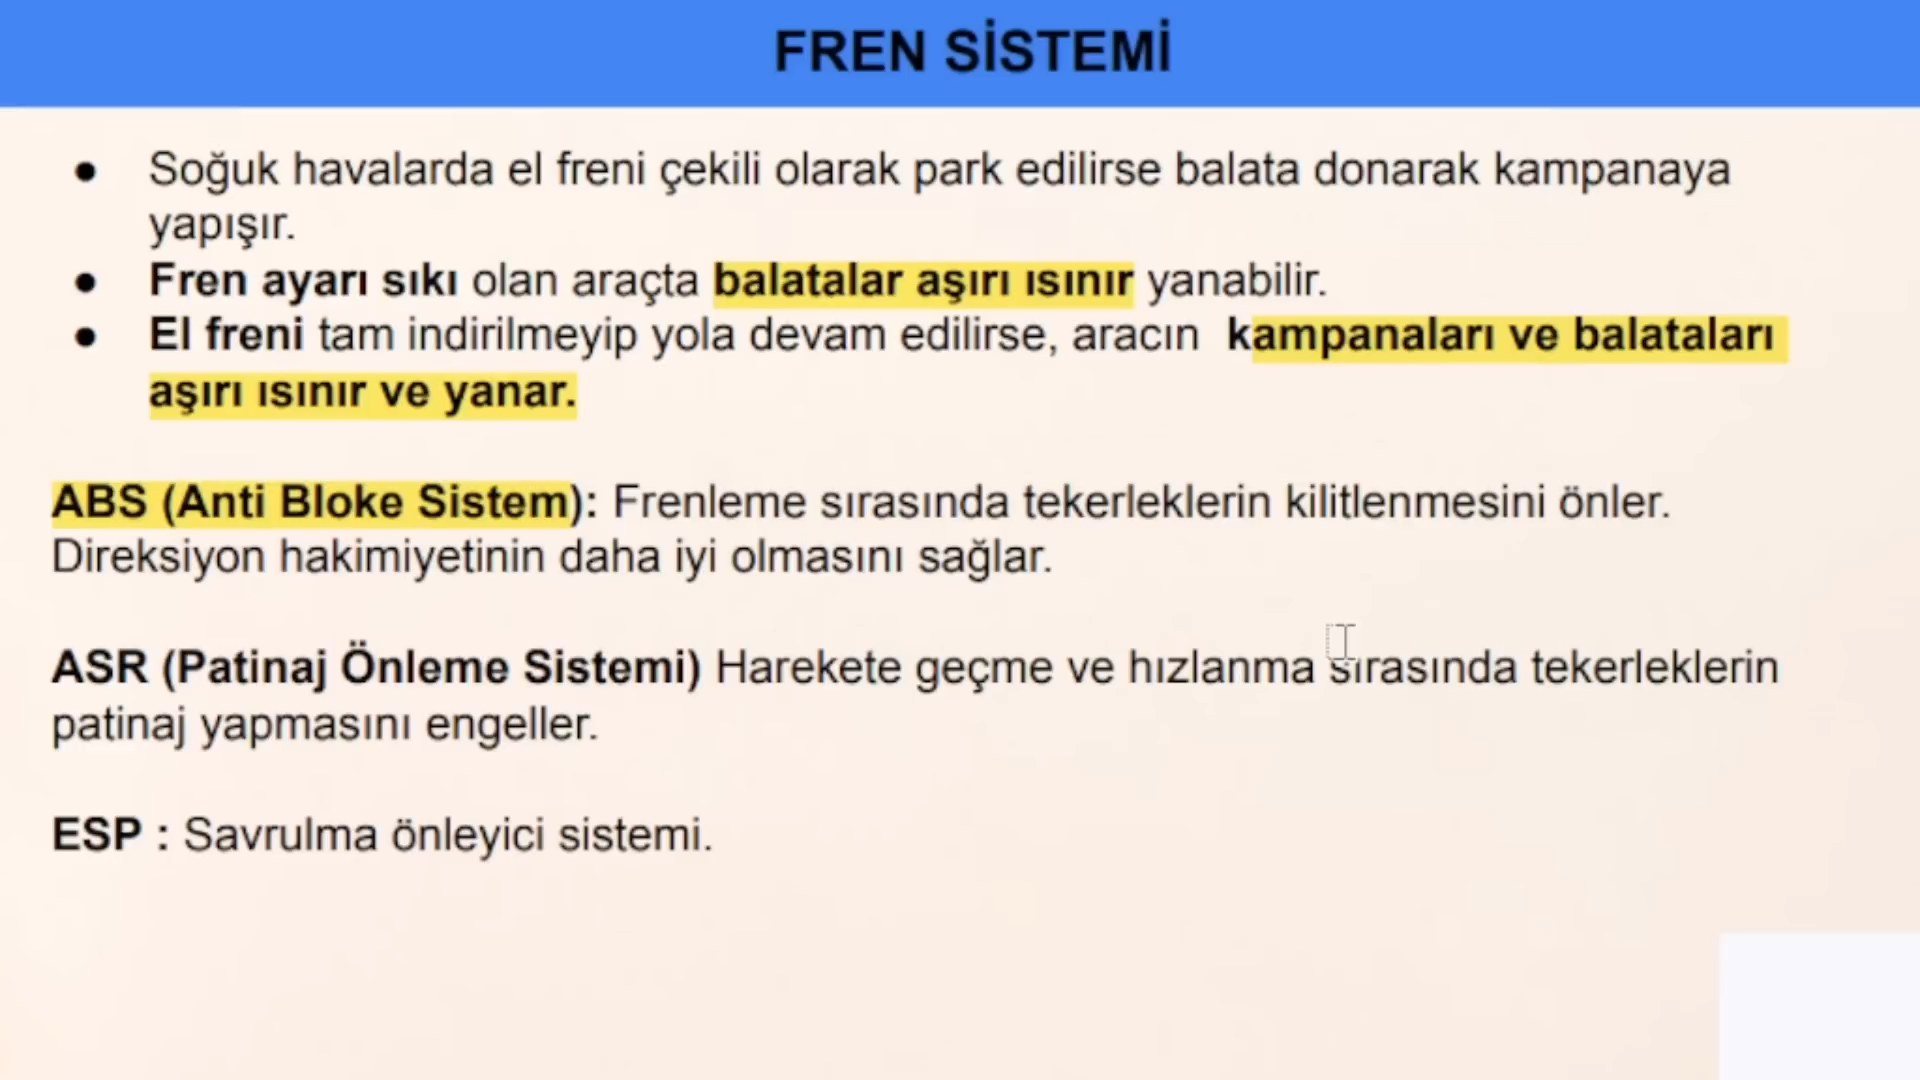 FREN SİSTEMİ
● Soğuk havalarda el freni çekili olarak park edilirse balata donarak kampanaya
yapışır.
● Fren ayarı sıkı olan araçta balatalar aşırı ısınır yanabilir.
● El freni tam indirilmeyip yola devam edilirse, aracın kampanaları ve balataları
aşırı ısınır ve yanar.
ABS (Anti Bloke Sistem): Frenleme sırasında tekerleklerin kilitlenmesini önler.
Direksiyon hakimiyetinin daha iyi olmasını sağlar.
ASR (Patinaj Önleme Sistemi) Harekete geçme ve hızlanma sırasında tekerleklerin
patinaj yapmasını engeller.
ESP : Savrulma önleyici sistemi.